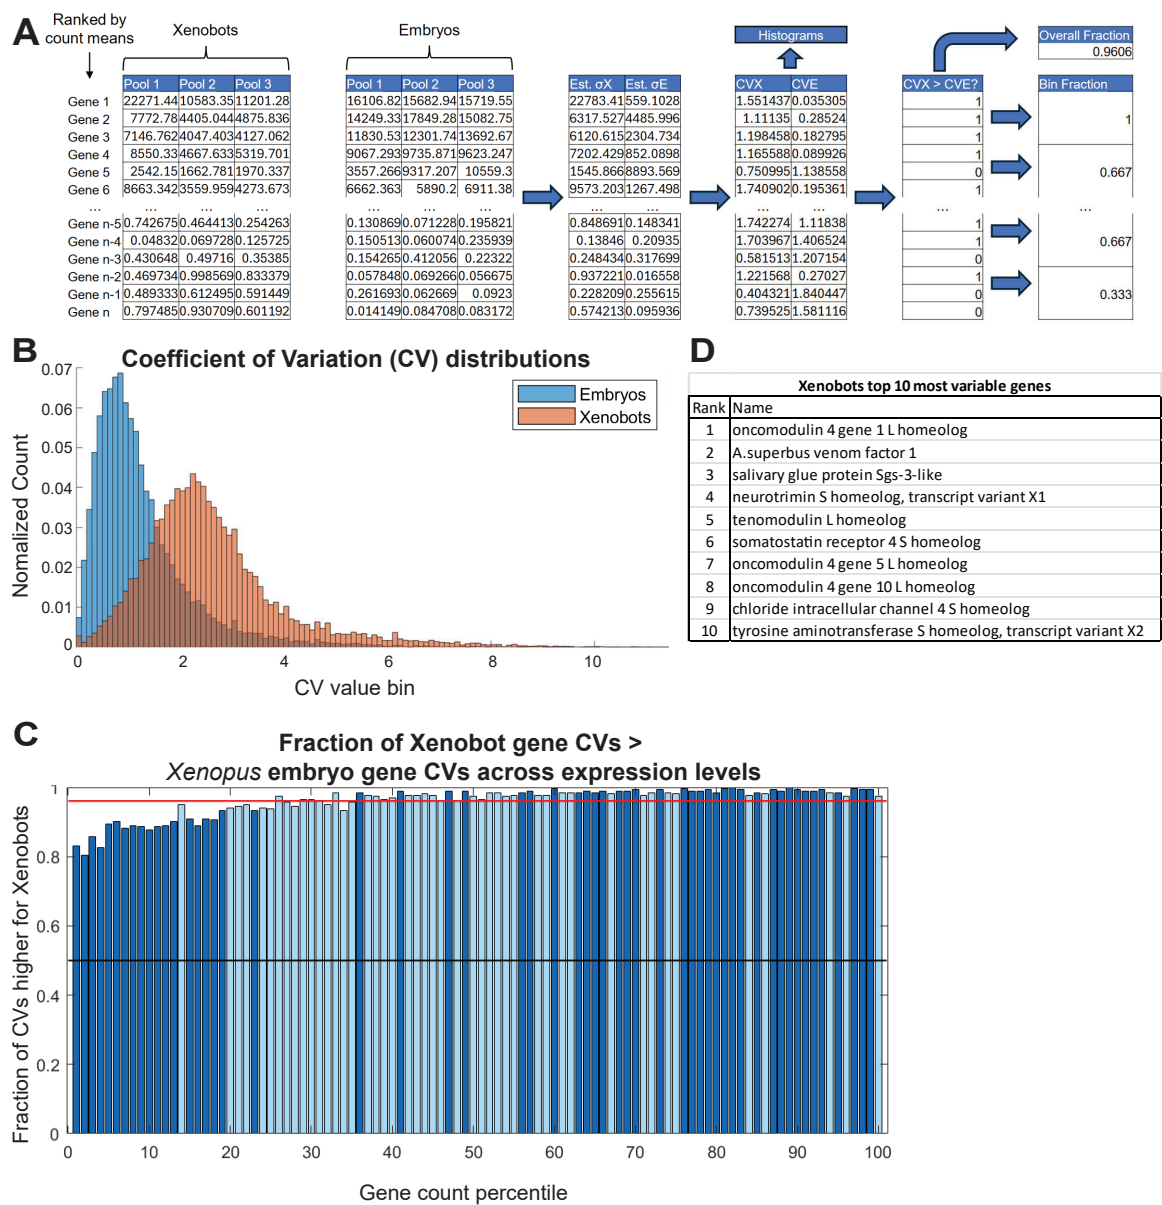 A
Ranked by
count means
Xenobots
Embryos
Histograms
Overall Fraction
0.9606
Pool 1 Pool 2 Pool 3 Pool 1 Pool 2 Pool 3 Est. σX Est. σE CVX CVE CVX > CVE? Bin Fraction
Gene 1 22271.44 10583.35 11201.28 16106.82 15682.94 15719.55 22783.41 559.1028 1.551437 0.035305 1
Gene 2 7772.78 4405.044 4875.836 14249.33 17849.28 15082.75 6317.527 4485.996 1.11135 0.28524 1 1
Gene 3 7146.762 4047.403 4127.062 11830.53 12301.74 13692.67 6120.615 2304.734 1.198458 0.182795 1
Gene 4 8550.33 4667.633 5319.701 9067.293 9735.871 9623.247 7202.429 852.0898 1.165588 0.089926 1
Gene 5 2542.15 1662.781 1970.337 3557.266 9317.207 10559.3 1545.866 8893.569 0.750995 1.138558 0 0.667
Gene 6 8663.342 3559.959 4273.673 6662.363 5890.2 6911.38 9573.203 1267.498 1.740902 0.195361 1
... ... ... ... ... ... ...
Gene n-5 0.742675 0.464413 0.254263 0.130869 0.071228 0.195821 0.848691 0.148341 1.742274 1.11838 1
Gene n-4 0.04832 0.069728 0.125725 0.150513 0.060074 0.235939 0.13846 0.20935 1.703967 1.406524 1 0.667
Gene n-3 0.430648 0.49716 0.35385 0.154265 0.412056 0.22322 0.248434 0.317699 0.581513 1.207154 0
Gene n-2 0.469734 0.998569 0.833379 0.057848 0.069266 0.056675 0.937221 0.016558 1.221568 0.27027 1
Gene n-1 0.489333 0.612495 0.591449 0.261693 0.062669 0.0923 0.228209 0.255615 0.404321 1.840447 0 0.333
Gene n 0.797485 0.930709 0.601192 0.014149 0.084708 0.083172 0.574213 0.095936 0.739525 1.581116 0
B
Coefficient of Variation (CV) distributions
Embryos
Xenobots
0.07
0.06
0.05
0.04
0.03
0.02
0.01
0
Nomalized Count
0 2 4 6 8 10
CV value bin
D
Xenobots top 10 most variable genes
Rank Name
1 oncomodulin 4 gene 1 L homeolog
2 A.superbus venom factor 1
3 salivary glue protein Sgs-3-like
4 neurotrimin S homeolog, transcript variant X1
5 tenomodulin L homeolog
6 somatostatin receptor 4 S homeolog
7 oncomodulin 4 gene 5 L homeolog
8 oncomodulin 4 gene 10 L homeolog
9 chloride intracellular channel 4 S homeolog
10 tyrosine aminotransferase S homeolog, transcript variant X2
C
Fraction of Xenobot gene CVs >
Xenopus embryo gene CVs across expression levels
1
0.8
0.6
0.4
0.2
0
Fraction of CVs higher for Xenobots
0 10 20 30 40 50 60 70 80 90 100
Gene count percentile